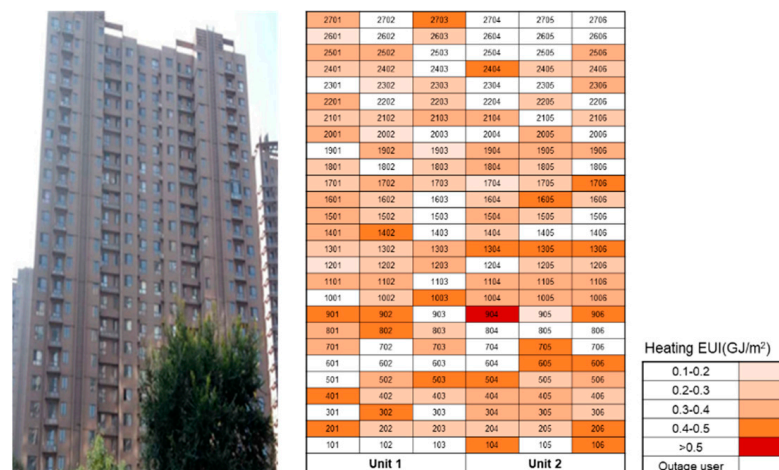 2701 2702 2703 2704 2705 2706
2601 2602 2603 2604 2605 2606
2501 2502 2503 2504 2505 2506
2401 2402 2403 2404 2405 2406
2301 2302 2303 2304 2305 2306
2201 2202 2203 2204 2205 2206
2101 2102 2103 2104 2105 2106
2001 2002 2003 2004 2005 2006
1901 1902 1903 1904 1905 1906
1801 1802 1803 1804 1805 1806
1701 1702 1703 1704 1705 1706
1601 1602 1603 1604 1605 1606
1501 1502 1503 1504 1505 1506
1401 1402 1403 1404 1405 1406
1301 1302 1303 1304 1305 1306
1201 1202 1203 1204 1205 1206
1101 1102 1103 1104 1105 1106
1001 1002 1003 1004 1005 1006
901 902 903 904 905 906
801 802 803 804 805 806
701 702 703 704 705 706
601 602 603 604 605 606
501 502 503 504 505 506
401 402 403 404 405 406
301 302 303 304 305 306
201 202 203 204 205 206
101 102 103 104 105 106
Unit 1 Unit 2
Heating EUI(GJ/m²)
0.1-0.2
0.2-0.3
0.3-0.4
0.4-0.5
>0.5
Outage user